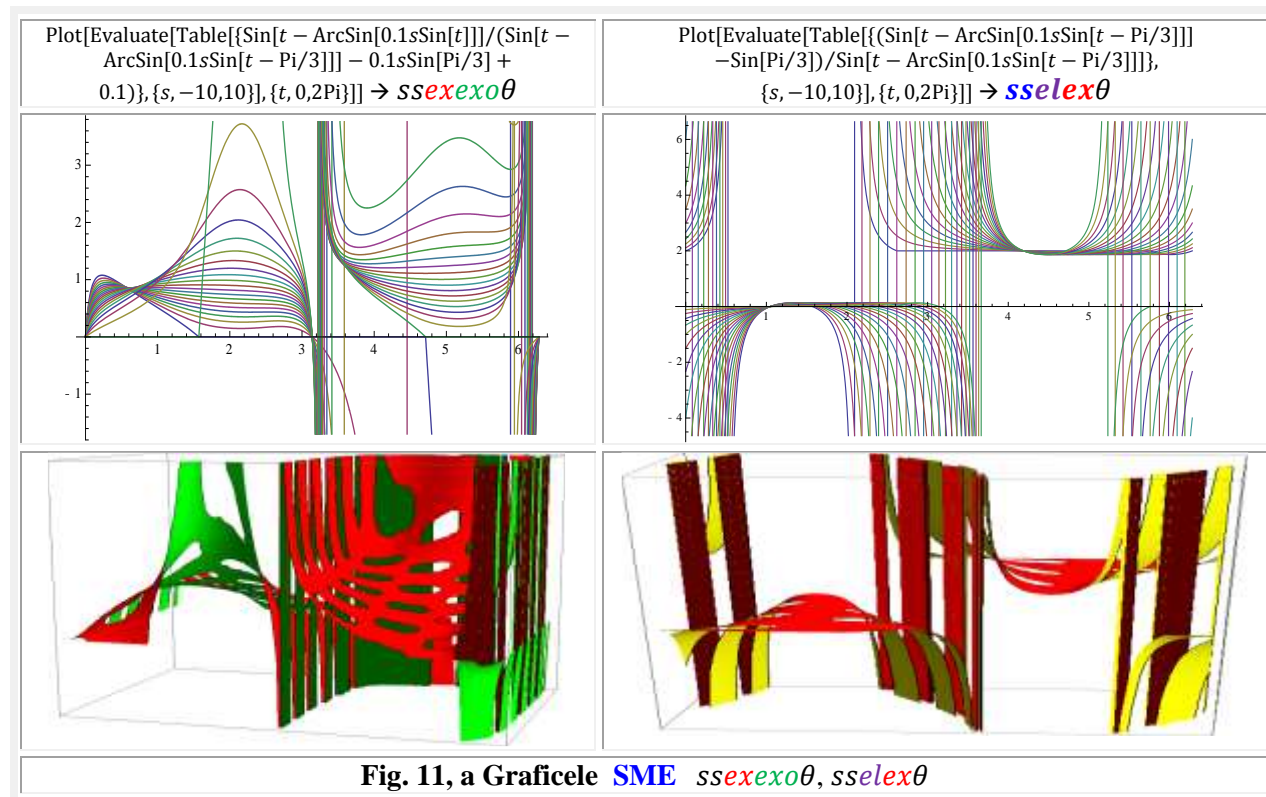 Plot[Evaluate[Table[{Sin[t − ArcSin[0.1sSin[t]]]/(Sin[t −
ArcSin[0.1sSin[t − Pi/3]]] − 0.1sSin[Pi/3] +
0.1)}, {s, −10,10}], {t, 0,2Pi}]] → ssexexoθ
Plot[Evaluate[Table[{(Sin[t − ArcSin[0.1sSin[t − Pi/3]]]
−Sin[Pi/3])/Sin[t − ArcSin[0.1sSin[t − Pi/3]]]},
{s, −10,10}], {t, 0,2Pi}]] → sselexθ
3
2
1
- 1
1 2 3 4 5 6
6
4
2
- 2
- 4
1 2 3 4 5 6
Fig. 11, a Graficele SME ssexexoθ, sselexθ